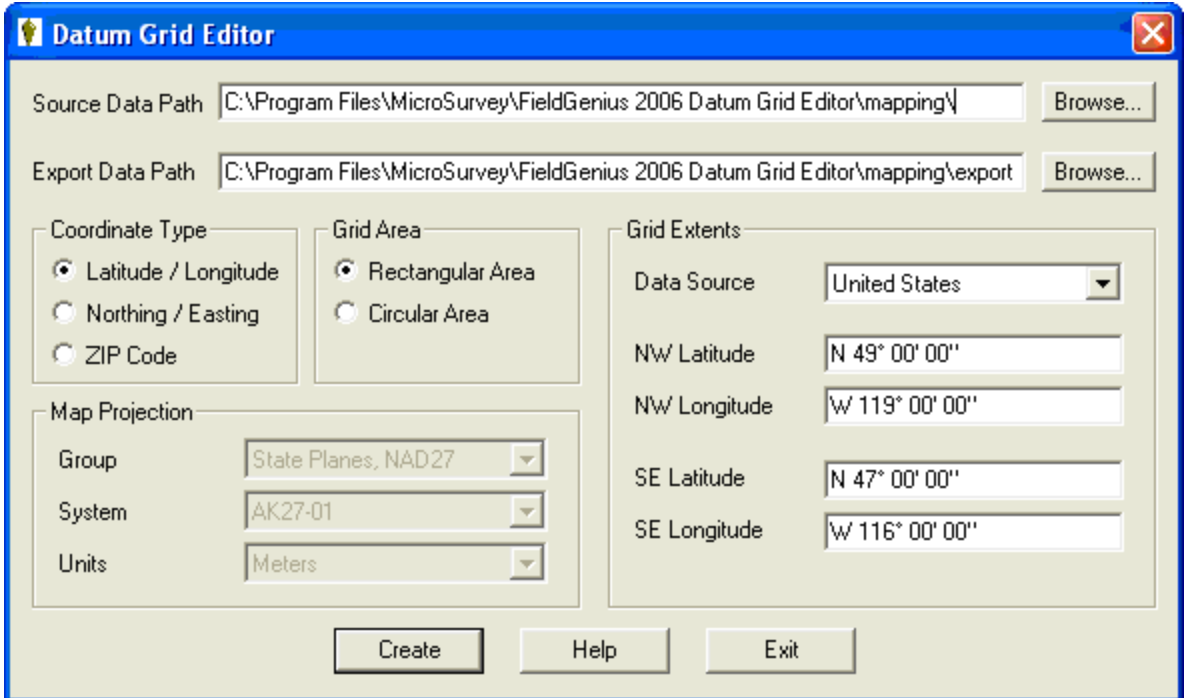 Datum Grid Editor
Source Data Path C:\Program Files\MicroSurvey\FieldGenius 2006 Datum Grid Editor\mapping\ Browse...
Export Data Path C:\Program Files\MicroSurvey\FieldGenius 2006 Datum Grid Editor\mapping\export Browse...
Coordinate Type
Latitude / Longitude
Northing / Easting
ZIP Code
Grid Area
Rectangular Area
Circular Area
Map Projection
Group State Planes, NAD27
System AK27-01
Units Meters
Grid Extents
Data Source United States
NW Latitude N 49° 00' 00"
NW Longitude W 119° 00' 00"
SE Latitude N 47° 00' 00"
SE Longitude W 116° 00' 00"
Create Help Exit